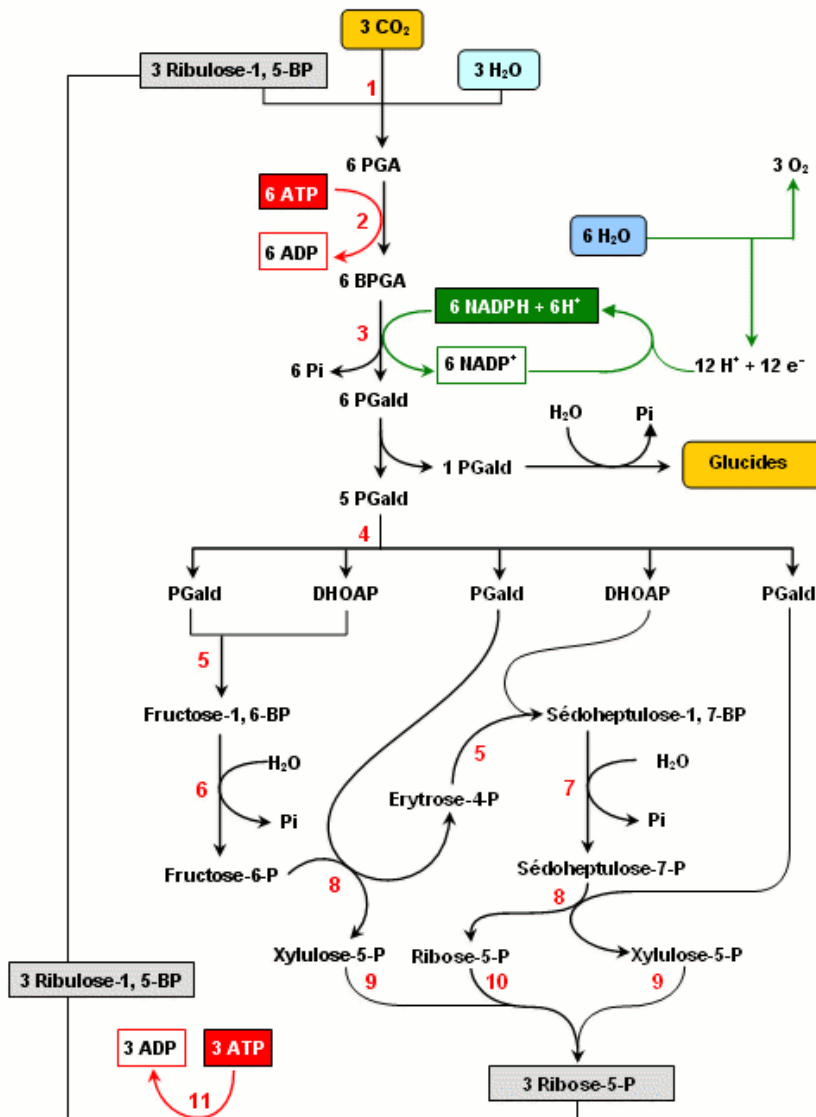 3 CO₂
3 Ribulose-1, 5-BP
3 H₂O
1
6 PGA
3 O₂
6 ATP
2
6 H₂O
6 ADP
6 BPGA
6 NADPH + 6H⁺
3
6 Pi
6 NADP⁺
12 H⁺ + 12 e⁻
6 PGald
H₂O
Pi
1 PGald
Glucides
5 PGald
4
PGald
DHOAP
PGald
DHOAP
PGald
5
Fructose-1, 6-BP
Sédoheptulose-1, 7-BP
5
H₂O
H₂O
6
7
Erytrose-4-P
Pi
Pi
Fructose-6-P
8
Sédoheptulose-7-P
8
Xylulose-5-P
Ribose-5-P
Xylulose-5-P
9
10
9
3 Ribulose-1, 5-BP
3 ADP
3 ATP
11
3 Ribose-5-P